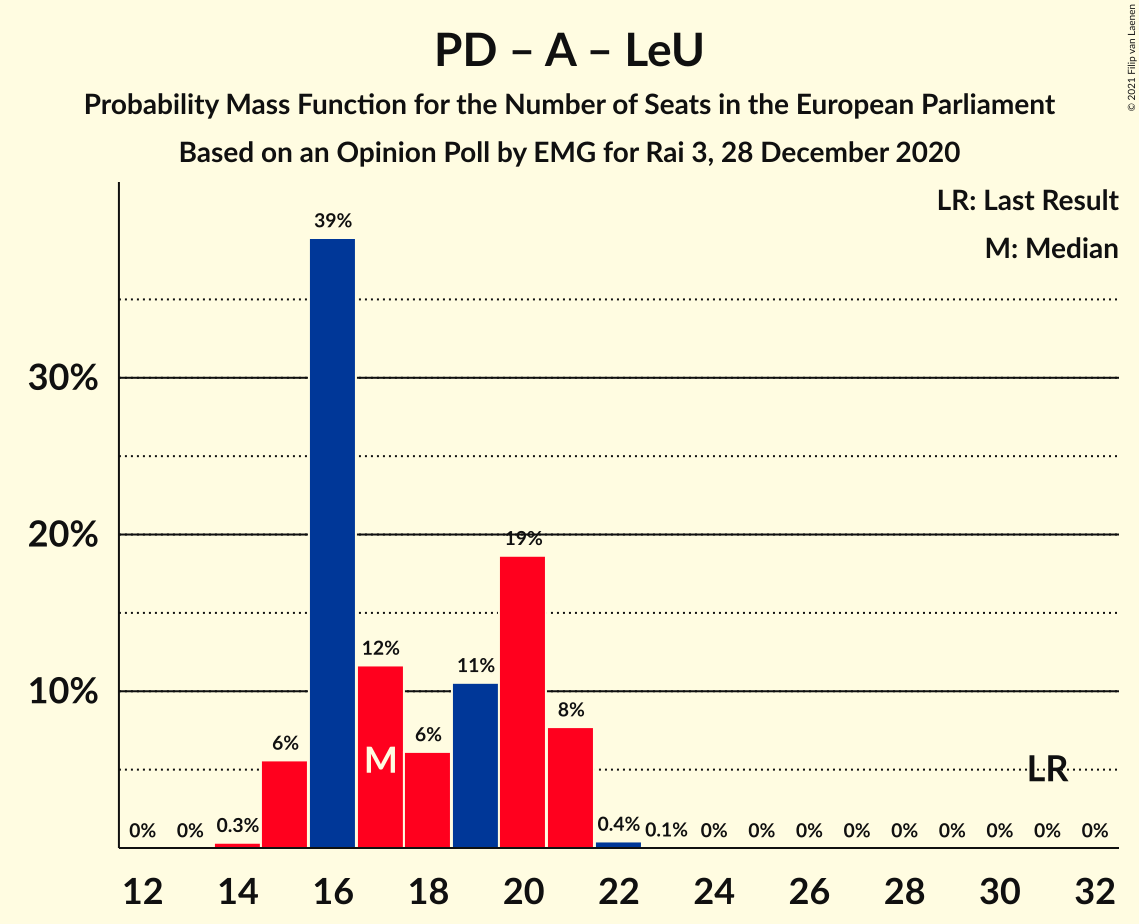 PD – A – LeU
Probability Mass Function for the Number of Seats in the European Parliament
Based on an Opinion Poll by EMG for Rai 3, 28 December 2020
© 2021 Filip van Laenen
LR: Last Result
M: Median
30%
20%
10%
0%
0%
0.3%
6%
39%
12%
6%
11%
19%
8%
0.4%
0.1%
0%
0%
0%
0%
0%
0%
0%
0%
0%
M
LR
12 14 16 18 20 22 24 26 28 30 32